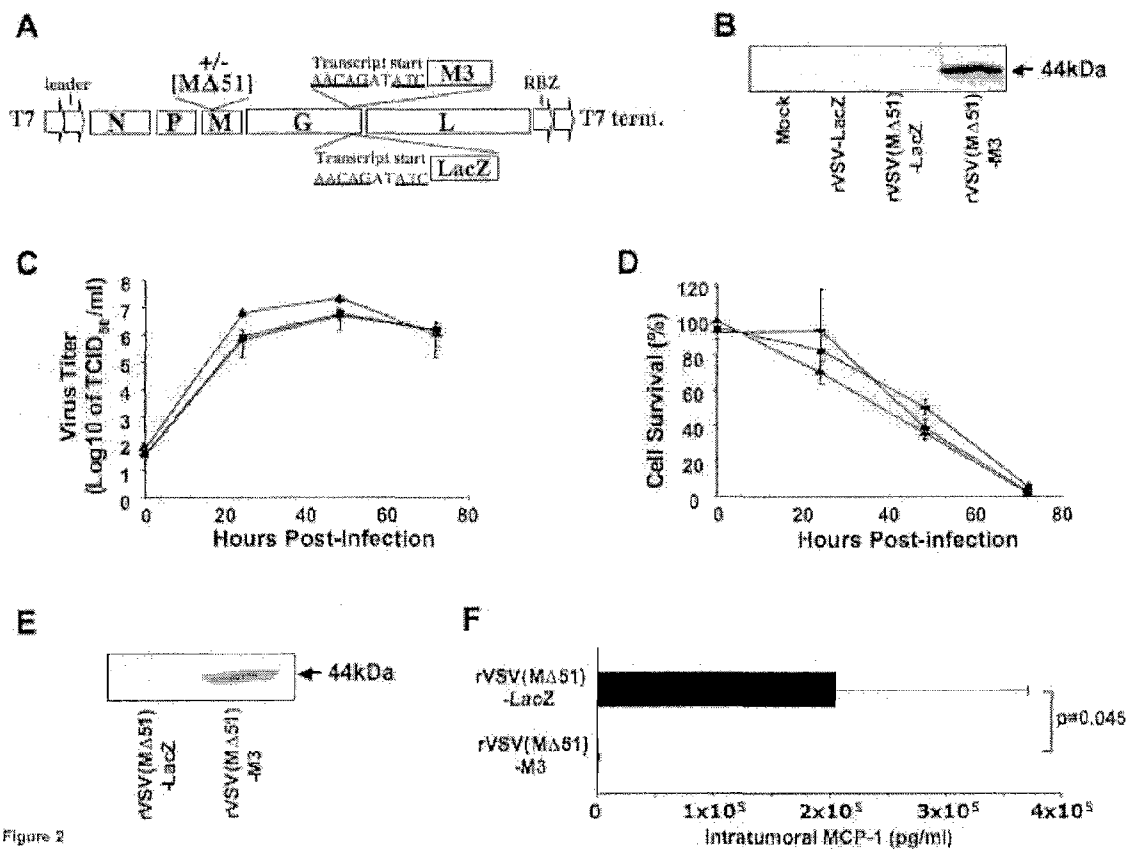 A
+/-
[MΔ51]
leader
Transcript start
AACAGATATC
M3
RBZ
T7
N
P
M
G
L
T7 term.
Transcript start
AACAGATATC
LacZ
B
44kDa
Mock
rVSV-LacZ
rVSV(MΔ51)
-LacZ
rVSV(MΔ51)
-M3
C
Virus Titer
(Log10 of TCID50/ml)
8
7
6
5
4
3
2
1
0
0 20 40 60 80
Hours Post-Infection
D
Cell Survival (%)
120
100
80
60
40
20
0
0 20 40 60 80
Hours Post-infection
E
44kDa
rVSV(MΔ51)
-LacZ
rVSV(MΔ51)
-M3
F
rVSV(MΔ51)
-LacZ
rVSV(MΔ51)
-M3
p=0.045
0 1x10⁵ 2x10⁵ 3x10⁵ 4x10⁵
Intratumoral MCP-1 (pg/ml)
Figure 2